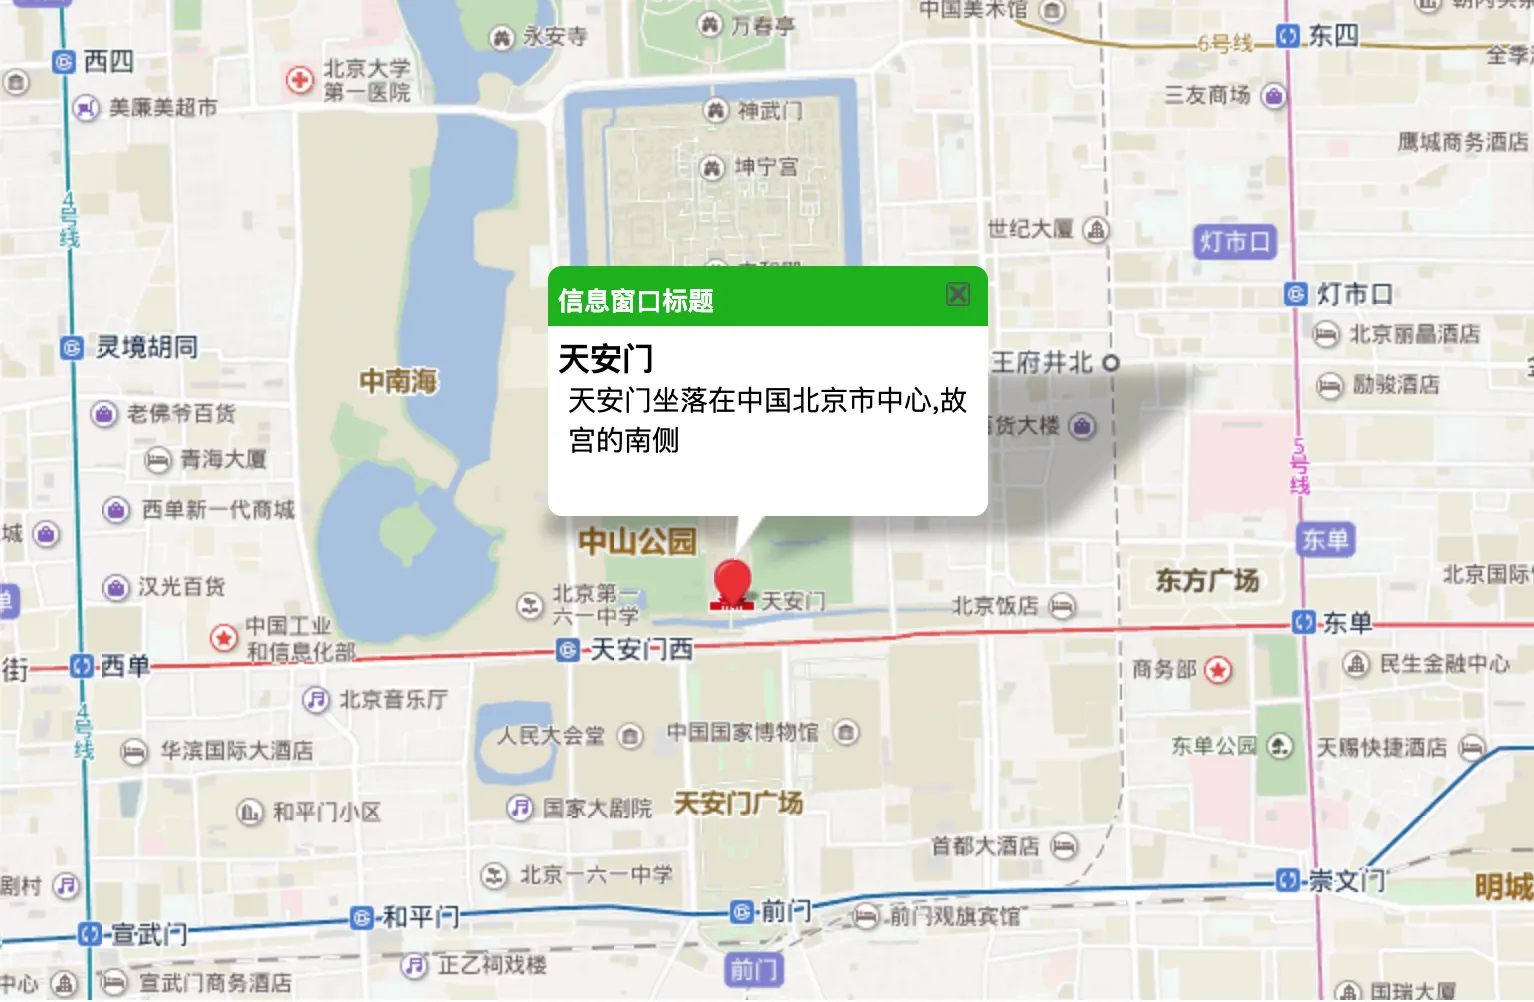 中国美术馆
万春亭
永安寺
6号线
东四
西四
北京大学
第一医院
美廉美超市
三友商场
神武门
鹰城商务酒店
坤宁宫
4号线
世纪大厦
灯市口
灯市口
信息窗口标题
天安门
天安门坐落在中国北京市中心,故
宫的南侧
灵境胡同
北京丽晶酒店
王府井北
中南海
励骏酒店
老佛爷百货
百货大楼
青海大厦
5号线
西单新一代商城
城
中山公园
东单
东方广场
北京国际
汉光百货
北京第一
六一中学
天安门
北京饭店
中国工业
和信息化部
东单
天安门西
街
西单
商务部
民生金融中心
北京音乐厅
4号线
人民大会堂
中国国家博物馆
华滨国际大酒店
东单公园
天赐快捷酒店
和平门小区
国家大剧院
天安门广场
首都大酒店
北京一六一中学
剧村
崇文门
明城
和平门
前门
前门观旗宾馆
宣武门
正乙祠戏楼
前门
中心
宣武门商务酒店
国瑞大厦